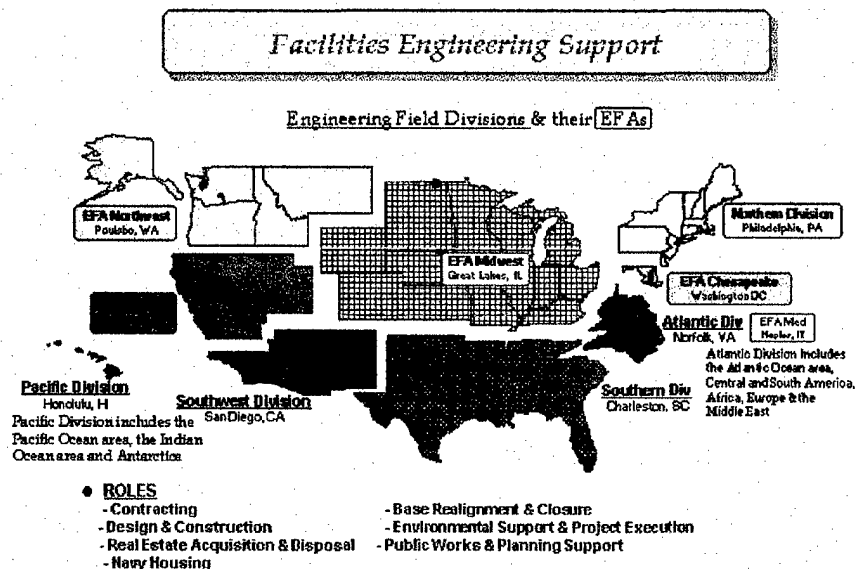 Facilities Engineering Support
Engineering Field Divisions & their EFAs
EFA Northwest
Poulsbo, WA
EFA Midwest
Great Lakes, IL
Northern Division
Philadelphia, PA
EFA Chesapeake
Washington DC
Atlantic Div
Norfolk, VA
EFA Med
Naples, IT
Atlantic Division includes
the Atlantic Ocean area,
Central and South America,
Africa, Europe & the
Middle East
Pacific Division
Honolulu, H
Pacific Division includes the
Pacific Ocean area, the Indian
Ocean area and Antarctica
Southwest Division
San Diego, CA
Southern Div
Charleston, SC
● ROLES
- Contracting
- Design & Construction
- Real Estate Acquisition & Disposal
- Navy Housing
- Base Realignment & Closure
- Environmental Support & Project Execution
- Public Works & Planning Support